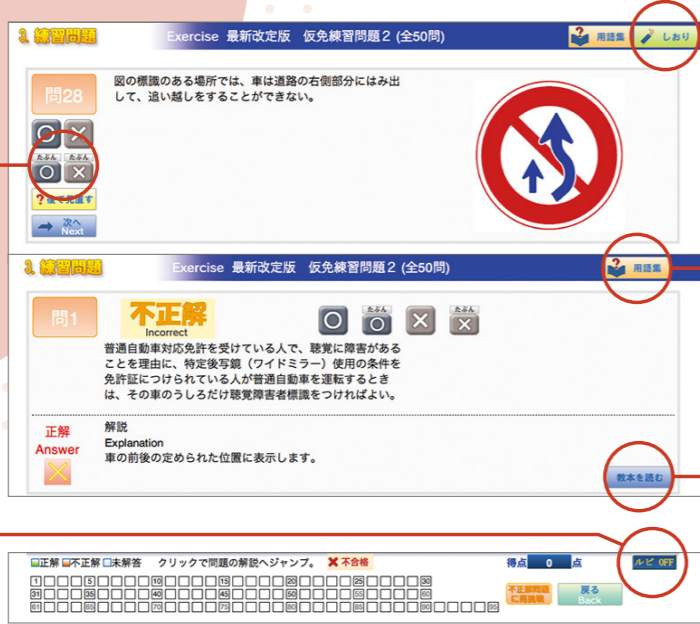 3. 練習問題
Exercise 最新改定版 仮免練習問題2 (全50問)
用語集
しおり
問28
図の標識のある場所では、車は道路の右側部分にはみ出
して、追い越しをすることができない。
たぶん たぶん
?後で見直す
次へ
Next
3. 練習問題
Exercise 最新改定版 仮免練習問題2 (全50問)
用語集
問1
不正解
Incorrect
たぶん
たぶん
普通自動車対応免許を受けている人で、聴覚に障害がある
ことを理由に、特定後写鏡(ワイドミラー)使用の条件を
免許証につけられている人が普通自動車を運転するとき
は、その車のうしろだけ聴覚障害者標識をつければよい。
正解
Answer
解説
Explanation
車の前後の定められた位置に表示します。
教本を読む
正解 不正解 未解答 クリックで問題の解説へジャンプ。 不合格
得点 0 点
ルビ OFF
1 5 10 15 20 25 30
31 35 40 45 50 55 60
61 65 70 75 80 85 90 95
不正解問題
に再挑戦
戻る
Back